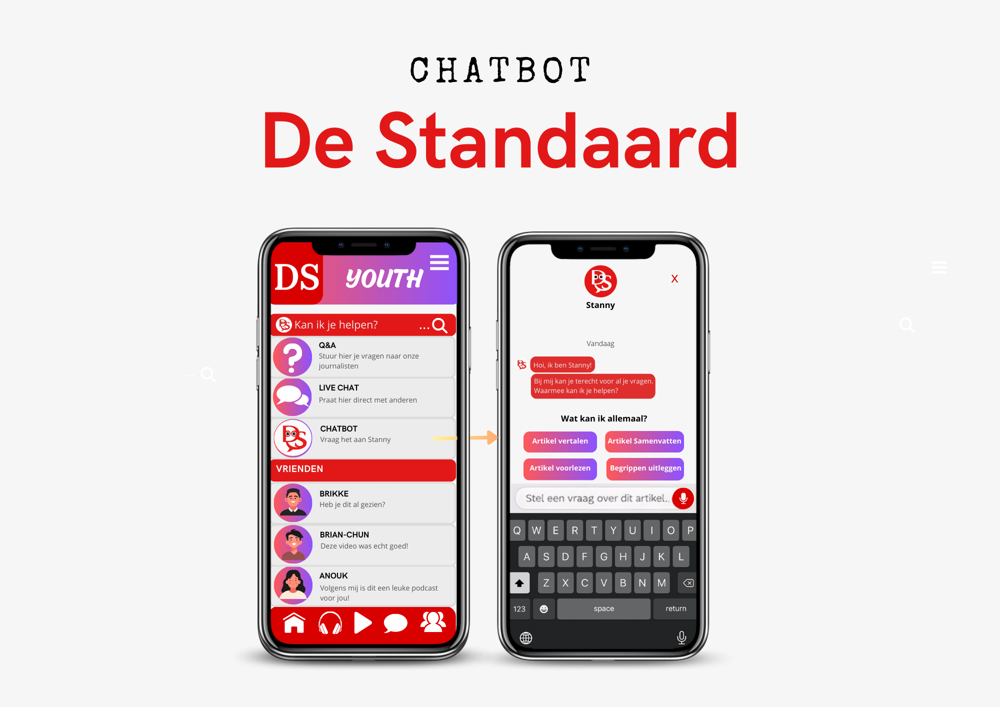 CHATBOT
De Standaard
DS
YOUTH
Kan ik je helpen?
...
Q&A
Stuur hier je vragen naar onze
journalisten
LIVE CHAT
Praat hier direct met anderen
CHATBOT
Vraag het aan Stanny
VRIENDEN
BRIKKE
Heb je dit al gezien?
BRIAN-CHUN
Deze video was echt goed!
ANOUK
Volgens mij is dit een leuke podcast
voor jou!
DS
X
Stanny
Vandaag
Hoi, ik ben Stanny!
Bij mij kan je terecht voor al je vragen.
Waarmee kan ik je helpen?
Wat kan ik allemaal?
Artikel vertalen
Artikel Samenvatten
Artikel voorlezen
Begrippen uitleggen
Stel een vraag over dit artikel..
Q W E R T Y U I O P
A S D F G H J K L
Z X C V B N M
123 space return